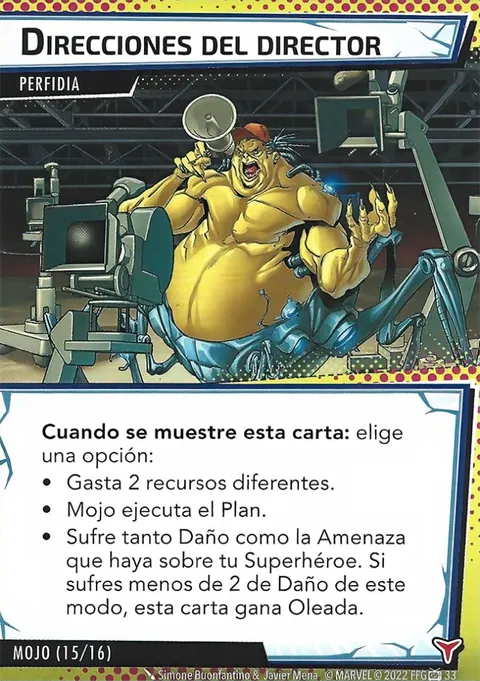 DIRECCIONES DEL DIRECTOR
PERFIDIA
Cuando se muestre esta carta: elige
una opción:
• Gasta 2 recursos diferentes.
• Mojo ejecuta el Plan.
• Sufre tanto Daño como la Amenaza
que haya sobre tu Superhéroe. Si
sufres menos de 2 de Daño de este
modo, esta carta gana Oleada.
MOJO (15/16)
Simone Buonfantino & Javier Mena © MARVEL © 2022 FFG 33